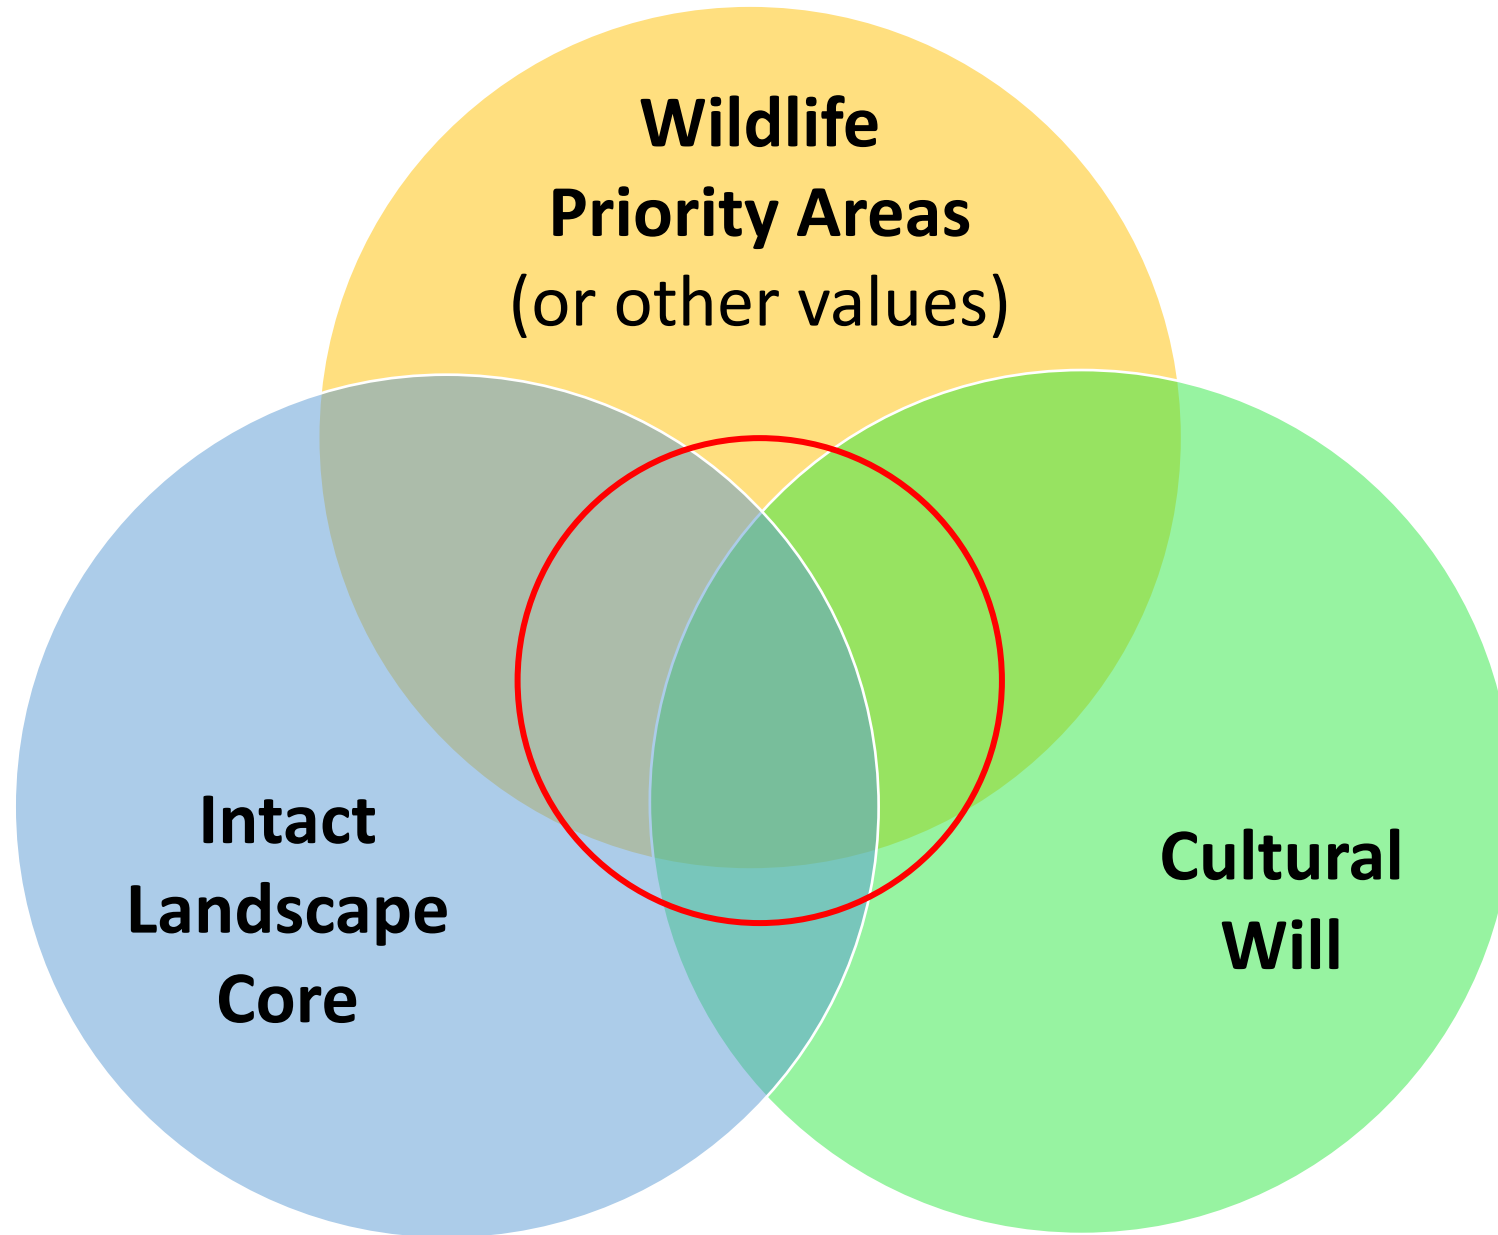 Wildlife
Priority Areas
(or other values)
Intact
Landscape
Core
Cultural
Will